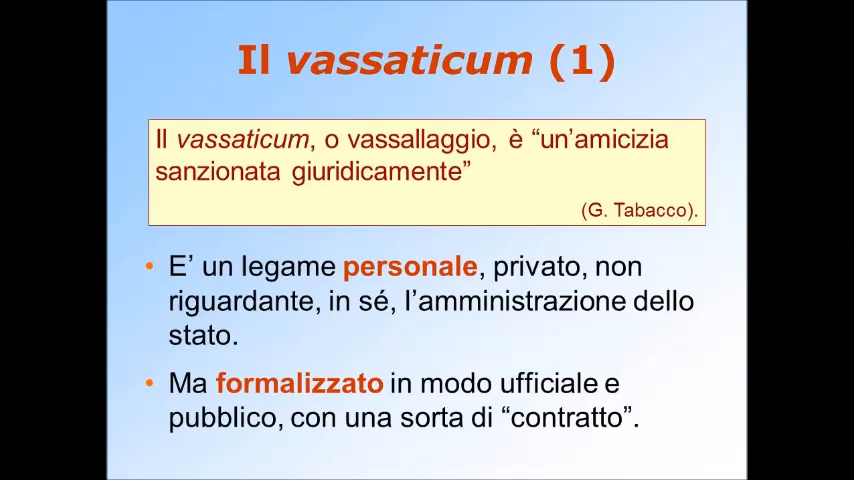 Il vassaticum (1)
Il vassaticum, o vassallaggio, è “un’amicizia
sanzionata giuridicamente”
(G. Tabacco).
• E’ un legame personale, privato, non
riguardante, in sé, l’amministrazione dello
stato.
• Ma formalizzato in modo ufficiale e
pubblico, con una sorta di “contratto”.